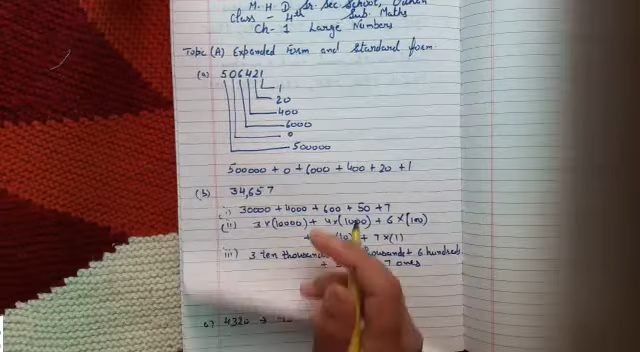 M. H. D Sr. Sec School,
Class - 4th Sub. Maths
Ch-1 Large Numbers
Topic (A) Expanded form and Standard form
(a) 506421
1
20
400
6000
0
500000
500000 + 0 + 6000 + 400 + 20 + 1
(b) 34,657
i) 30000 + 4000 + 600 + 50 + 7
(ii) 3 × (10000) + 4 × (1000) + 6 × (100)
+ (10) + 7 × (1)
iii) 3 ten thousands thousands + 6 hundreds
+ 7 ones
c) 4320 →